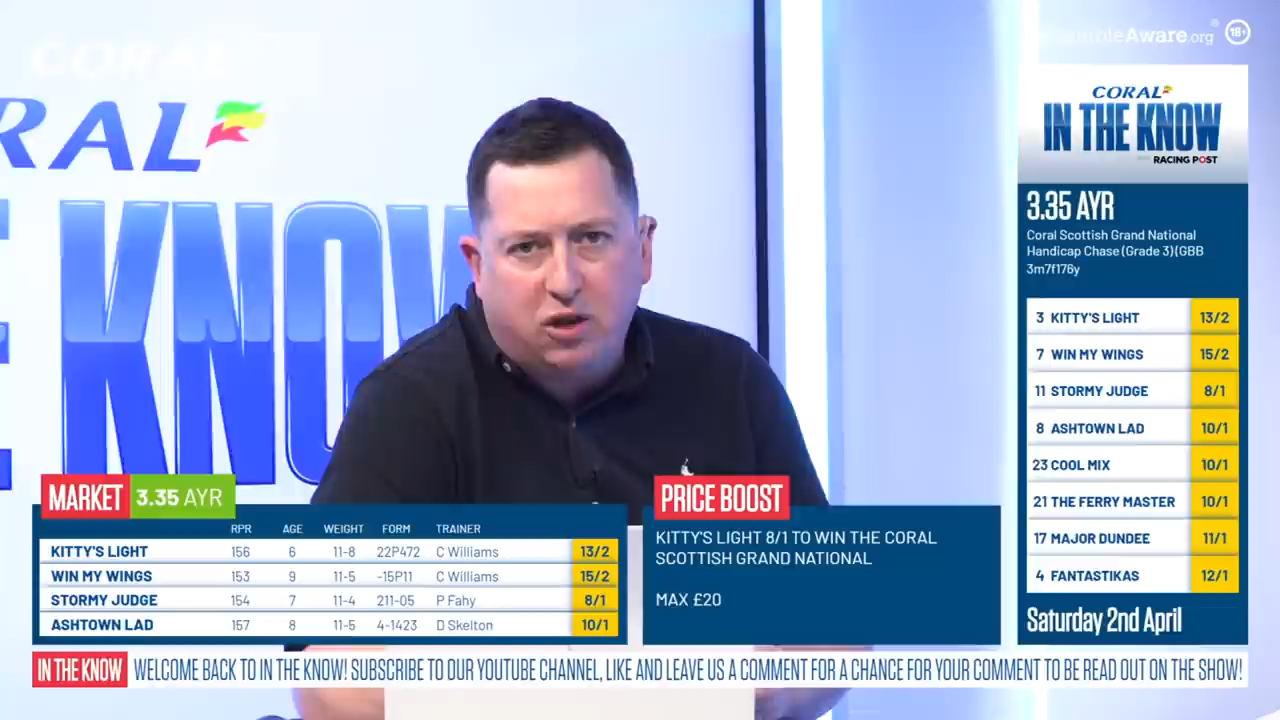 CORAL
RAL
E KNOW
GambleAware.org® 18+
CORAL
IN THE KNOW
RACING POST
3.35 AYR
Coral Scottish Grand National
Handicap Chase (Grade 3) (GBB
3m7f176y
3 KITTY'S LIGHT 13/2
7 WIN MY WINGS 15/2
11 STORMY JUDGE 8/1
8 ASHTOWN LAD 10/1
23 COOL MIX 10/1
21 THE FERRY MASTER 10/1
17 MAJOR DUNDEE 11/1
4 FANTASTIKAS 12/1
Saturday 2nd April
MARKET 3.35 AYR
RPR AGE WEIGHT FORM TRAINER
KITTY'S LIGHT 156 6 11-8 22P472 C Williams 13/2
WIN MY WINGS 153 9 11-5 -15P11 C Williams 15/2
STORMY JUDGE 154 7 11-4 211-05 P Fahy 8/1
ASHTOWN LAD 157 8 11-5 4-1423 D Skelton 10/1
PRICE BOOST
KITTY'S LIGHT 8/1 TO WIN THE CORAL
SCOTTISH GRAND NATIONAL
MAX £20
IN THE KNOW WELCOME BACK TO IN THE KNOW! SUBSCRIBE TO OUR YOUTUBE CHANNEL, LIKE AND LEAVE US A COMMENT FOR A CHANCE FOR YOUR COMMENT TO BE READ OUT ON THE SHOW!